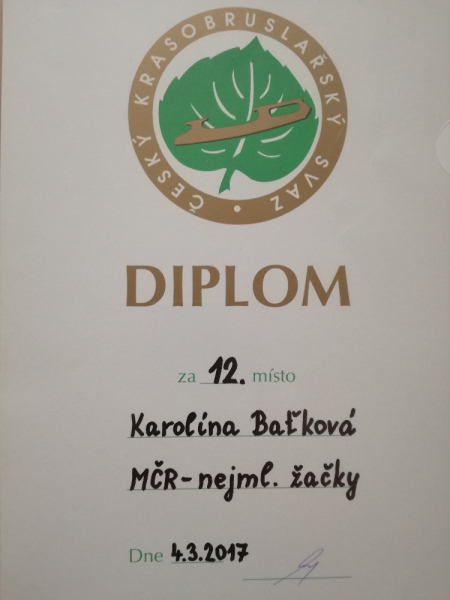 ČESKÝ KRASOBRUSLAŘSKÝ SVAZ
DIPLOM
za 12. místo
Karolína Baťková
MČR-nejml. žačky
Dne 4.3.2017